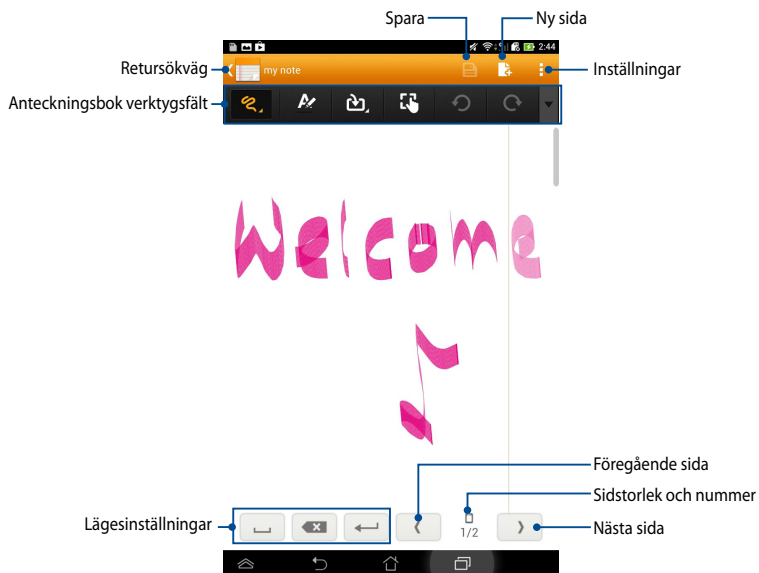 Spara
Ny sida
2:44
Retursökväg
my note
Inställningar
Anteckningsbok verktygsfält
Welcome
Föregående sida
Sidstorlek och nummer
Lägesinställningar
1/2
Nästa sida